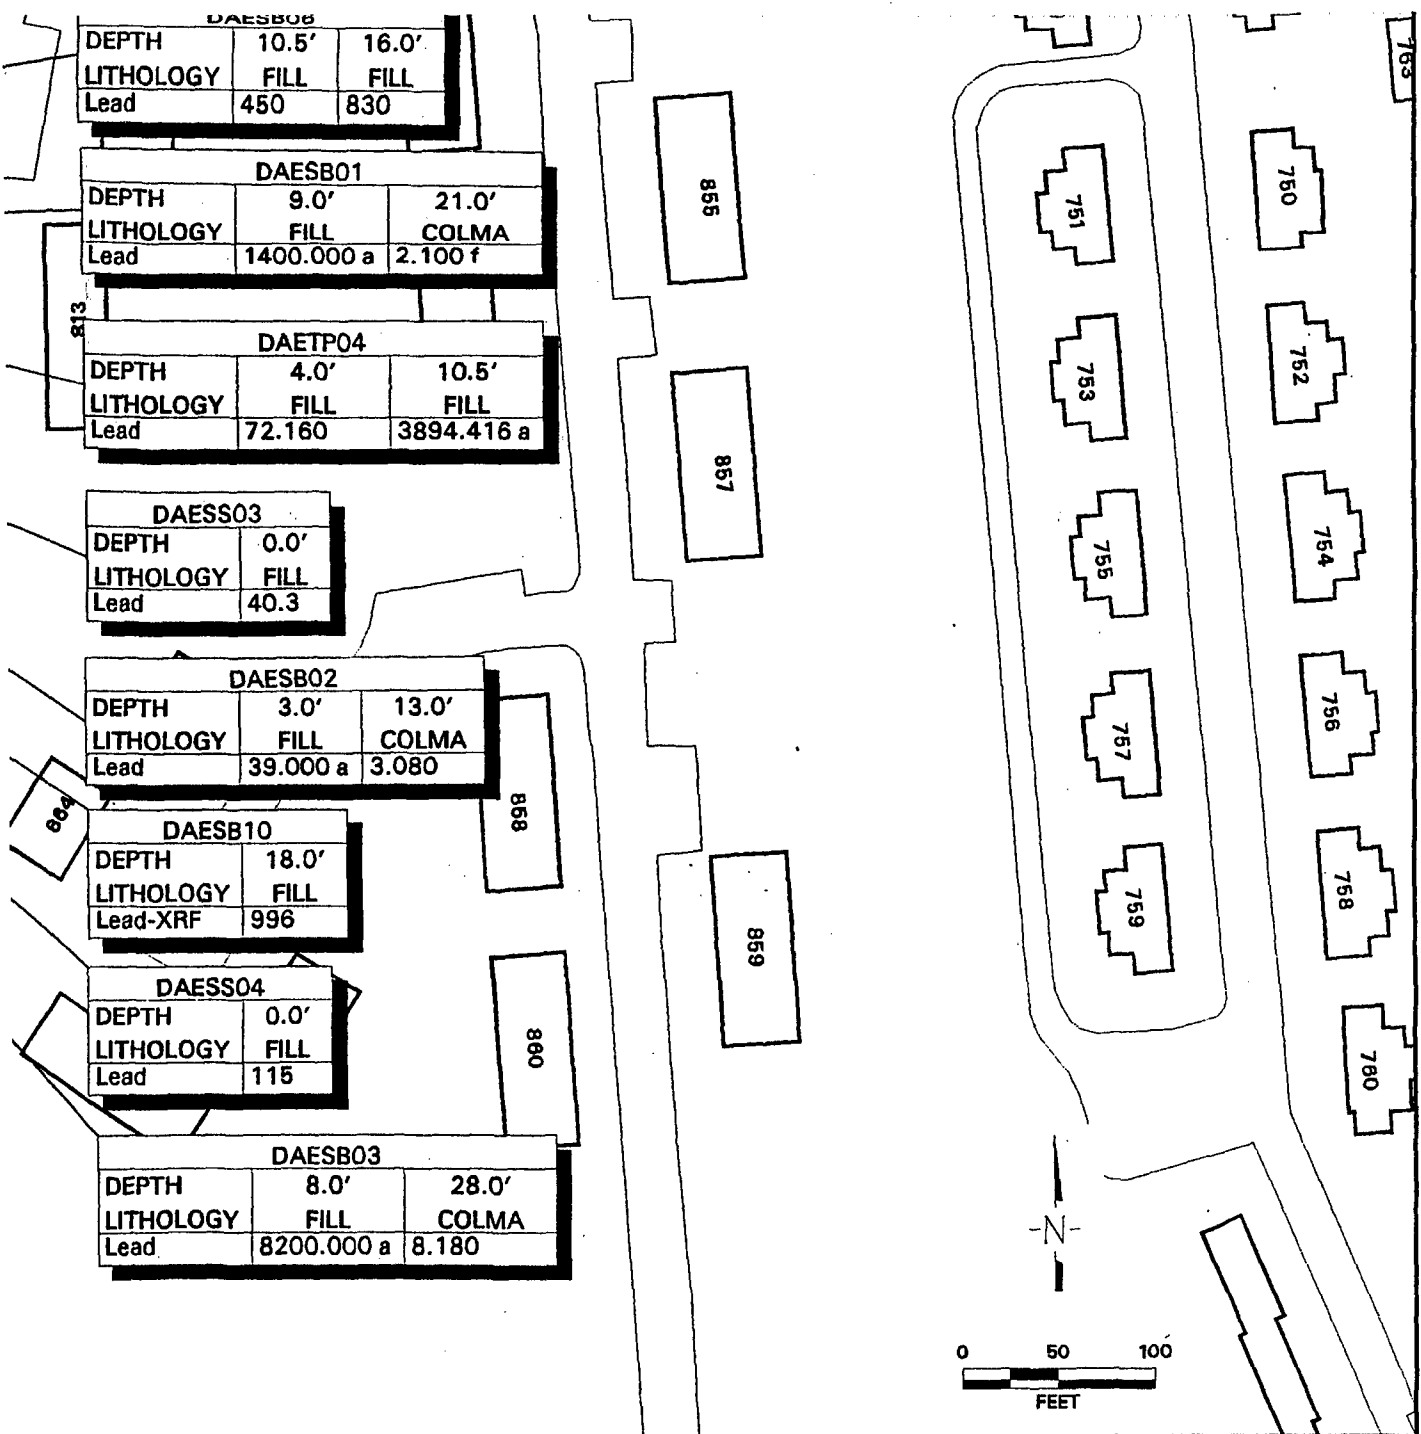 DAESB06
DEPTH 10.5' 16.0'
LITHOLOGY FILL FILL
Lead 450 830
DAESB01
DEPTH 9.0' 21.0'
LITHOLOGY FILL COLMA
Lead 1400.000 a 2.100 f
813
DAETP04
DEPTH 4.0' 10.5'
LITHOLOGY FILL FILL
Lead 72.160 3894.416 a
DAESS03
DEPTH 0.0'
LITHOLOGY FILL
Lead 40.3
DAESB02
DEPTH 3.0' 13.0'
LITHOLOGY FILL COLMA
Lead 39.000 a 3.080
864
DAESB10
DEPTH 18.0'
LITHOLOGY FILL
Lead-XRF 996
DAESS04
DEPTH 0.0'
LITHOLOGY FILL
Lead 115
DAESB03
DEPTH 8.0' 28.0'
LITHOLOGY FILL COLMA
Lead 8200.000 a 8.180
855
857
858
859
860
751
753
755
757
759
763
750
752
754
756
758
760
N
0 50 100
FEET